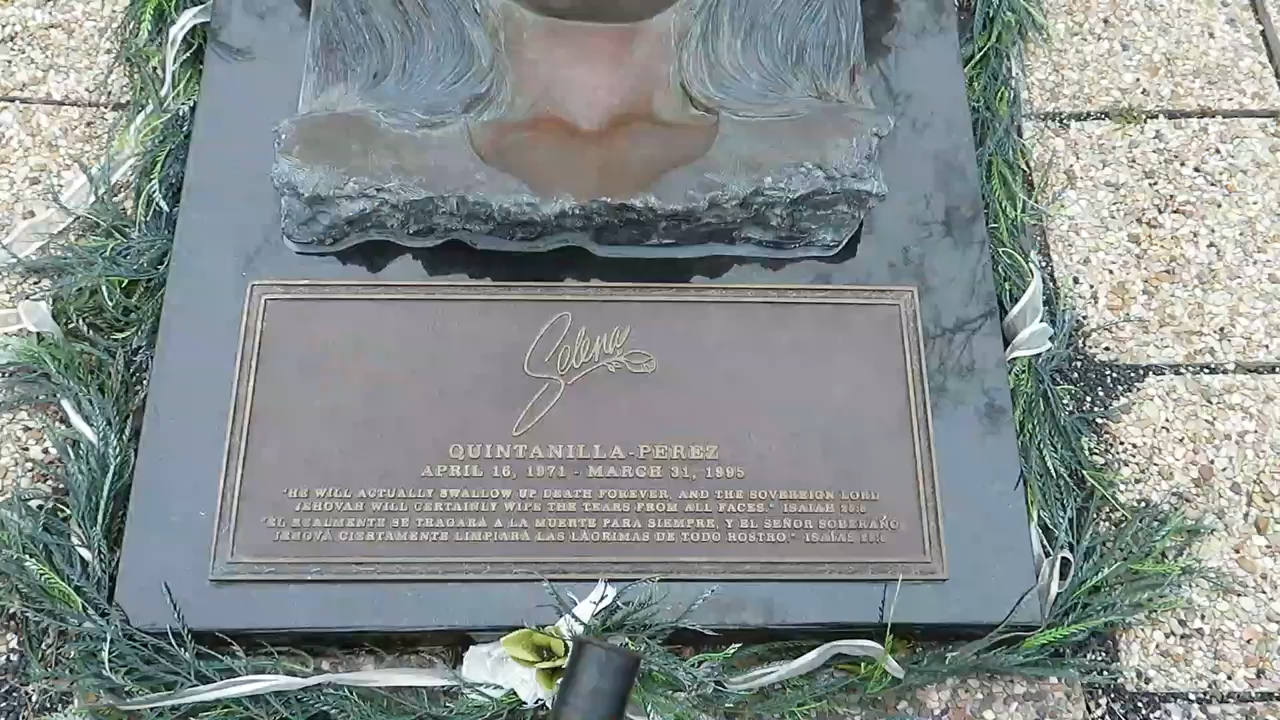 Selena
QUINTANILLA-PEREZ
APRIL 16, 1971 - MARCH 31, 1995
"HE WILL ACTUALLY SWALLOW UP DEATH FOREVER, AND THE SOVEREIGN LORD
JEHOVAH WILL CERTAINLY WIPE THE TEARS FROM ALL FACES." ISAIAH
"EL REALMENTE SE TRAGARÁ A LA MUERTE PARA SIEMPRE, Y EL SEÑOR SOBERANO
JEHOVÁ CIERTAMENTE LIMPIARÁ LAS LÁGRIMAS DE TODO ROSTRO." ISAÍAS